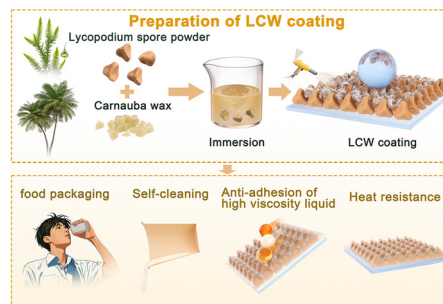 Preparation of LCW coating
Lycopodium spore powder
Carnauba wax
Immersion
LCW coating
food packaging
Self-cleaning
Anti-adhesion of
high viscosity liquid
Heat resistance